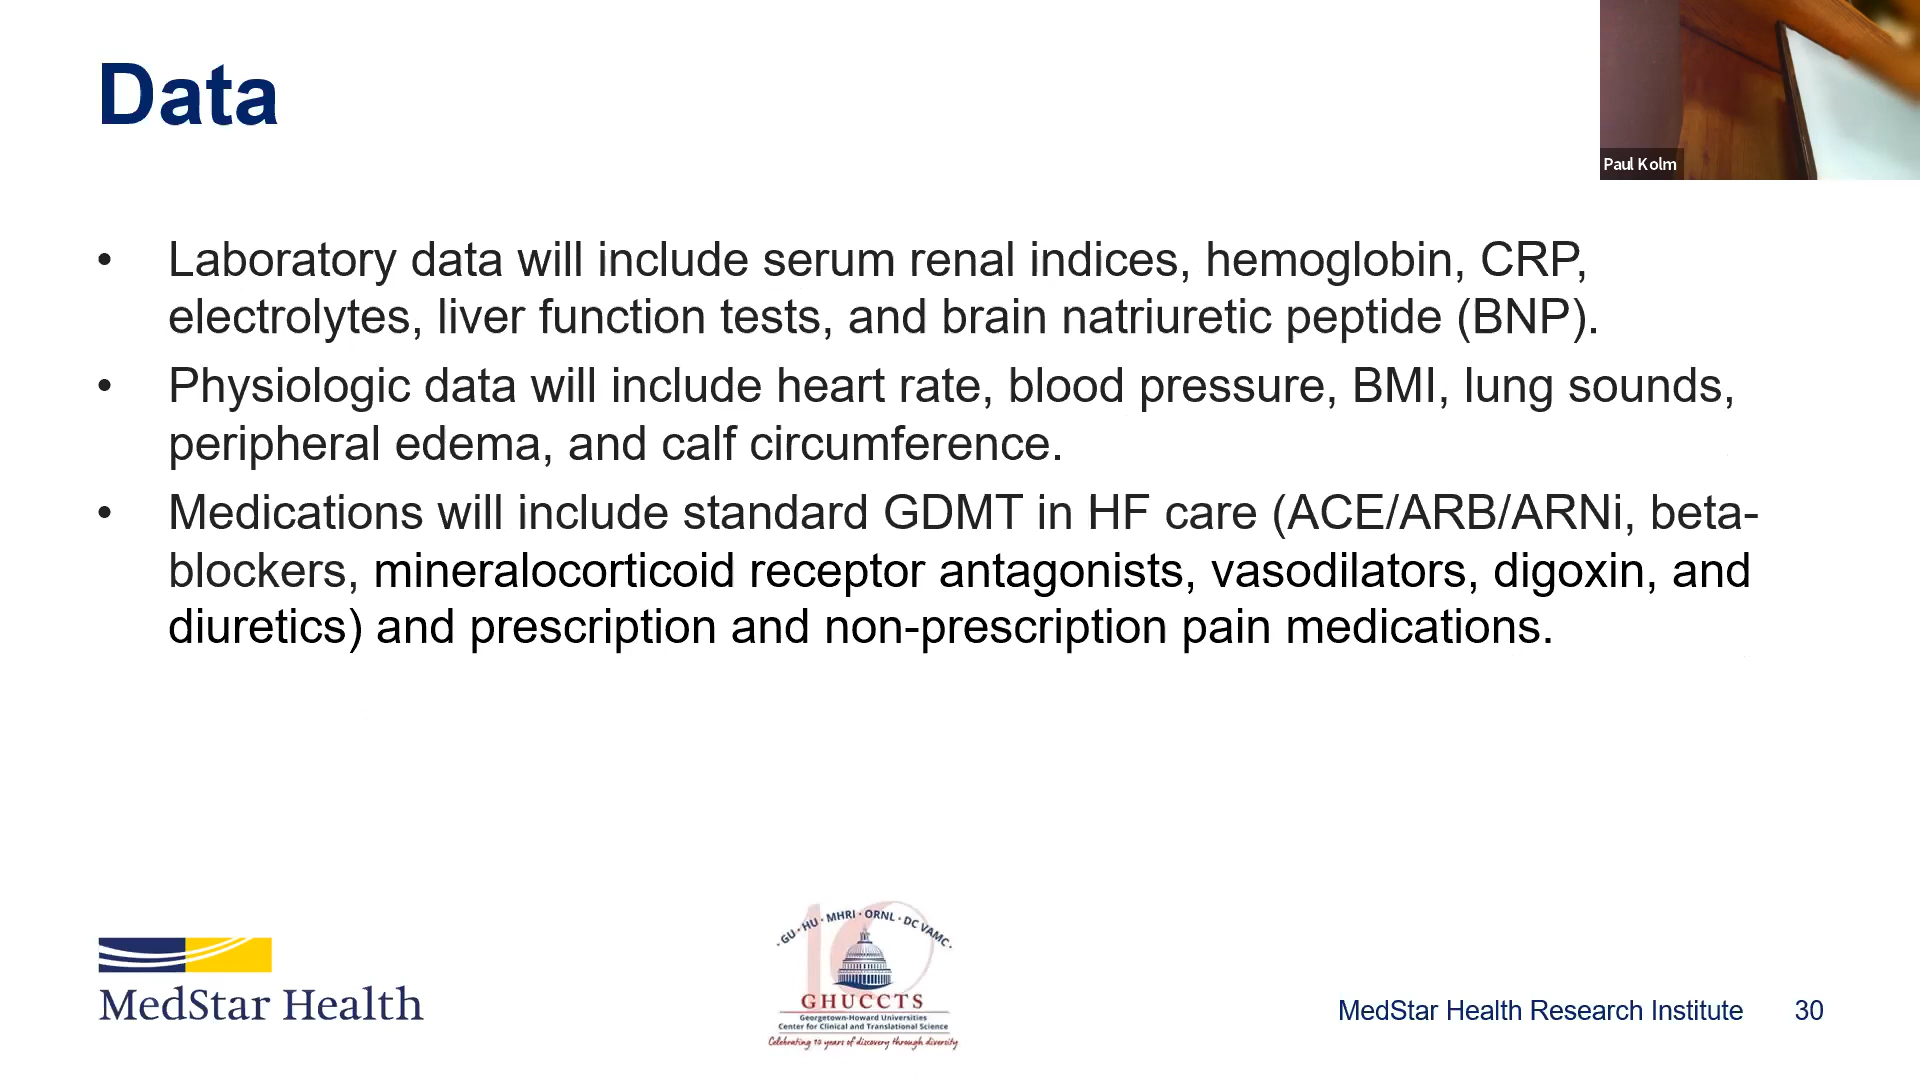 Data
Paul Kolm
• Laboratory data will include serum renal indices, hemoglobin, CRP,
electrolytes, liver function tests, and brain natriuretic peptide (BNP).
• Physiologic data will include heart rate, blood pressure, BMI, lung sounds,
peripheral edema, and calf circumference.
• Medications will include standard GDMT in HF care (ACE/ARB/ARNi, beta-
blockers, mineralocorticoid receptor antagonists, vasodilators, digoxin, and
diuretics) and prescription and non-prescription pain medications.
MedStar Health
· GU · HU · MHRI · ORNL · DC VAMC ·
10
GHUCCTS
Georgetown-Howard Universities
Center for Clinical and Translational Science
Celebrating 10 years of discovery through diversity
MedStar Health Research Institute 30